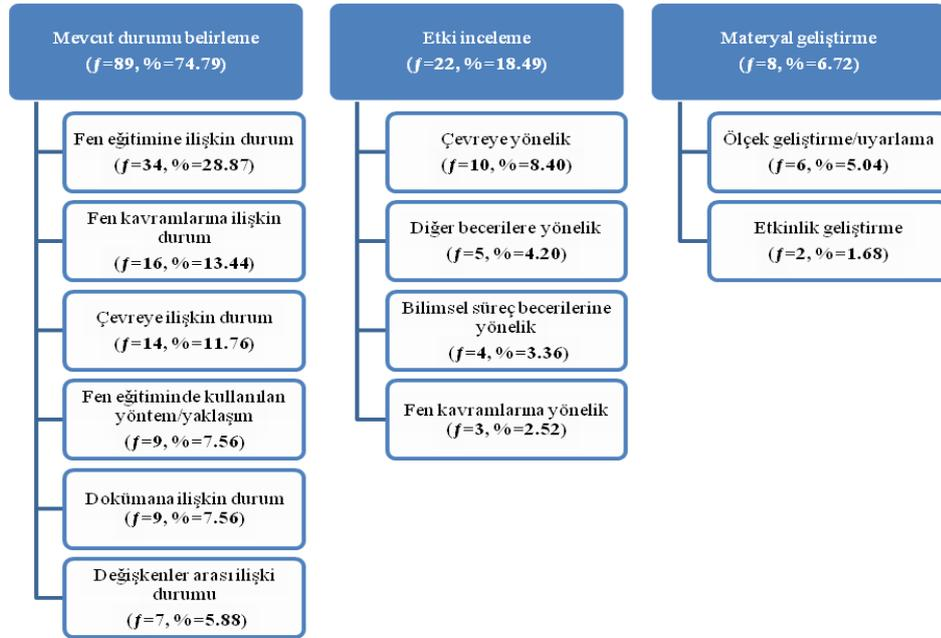 Mevcut durumu belirleme
(f=89, %=74.79)
Fen eğitimine ilişkin durum
(f=34, %=28.87)
Fen kavramlarına ilişkin
durum
(f=16, %=13.44)
Çevreye ilişkin durum
(f=14, %=11.76)
Fen eğitiminde kullanılan
yöntem/yaklaşım
(f=9, %=7.56)
Dokümana ilişkin durum
(f=9, %=7.56)
Değişkenler arası ilişki
durumu
(f=7, %=5.88)
Etki inceleme
(f=22, %=18.49)
Çevreye yönelik
(f=10, %=8.40)
Diğer becerilere yönelik
(f=5, %=4.20)
Bilimsel süreç becerilerine
yönelik
(f=4, %=3.36)
Fen kavramlarına yönelik
(f=3, %=2.52)
Materyal geliştirme
(f=8, %=6.72)
Ölçek geliştirme/uyarlama
(f=6, %=5.04)
Etkinlik geliştirme
(f=2, %=1.68)